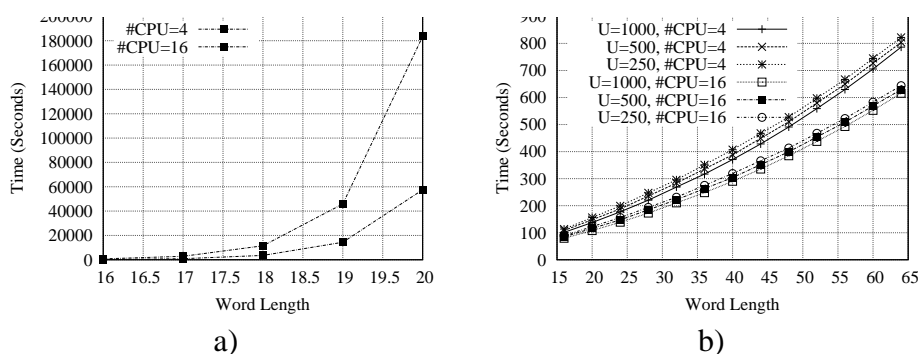 200000
180000
160000
140000
120000
100000
80000
60000
40000
20000
0
16 16.5 17 17.5 18 18.5 19 19.5 20
Time (Seconds)
Word Length
#CPU=4
#CPU=16
a)
900
800
700
600
500
400
300
200
100
0
15 20 25 30 35 40 45 50 55 60 65
Time (Seconds)
Word Length
U=1000, #CPU=4
U=500, #CPU=4
U=250, #CPU=4
U=1000, #CPU=16
U=500, #CPU=16
U=250, #CPU=16
b)